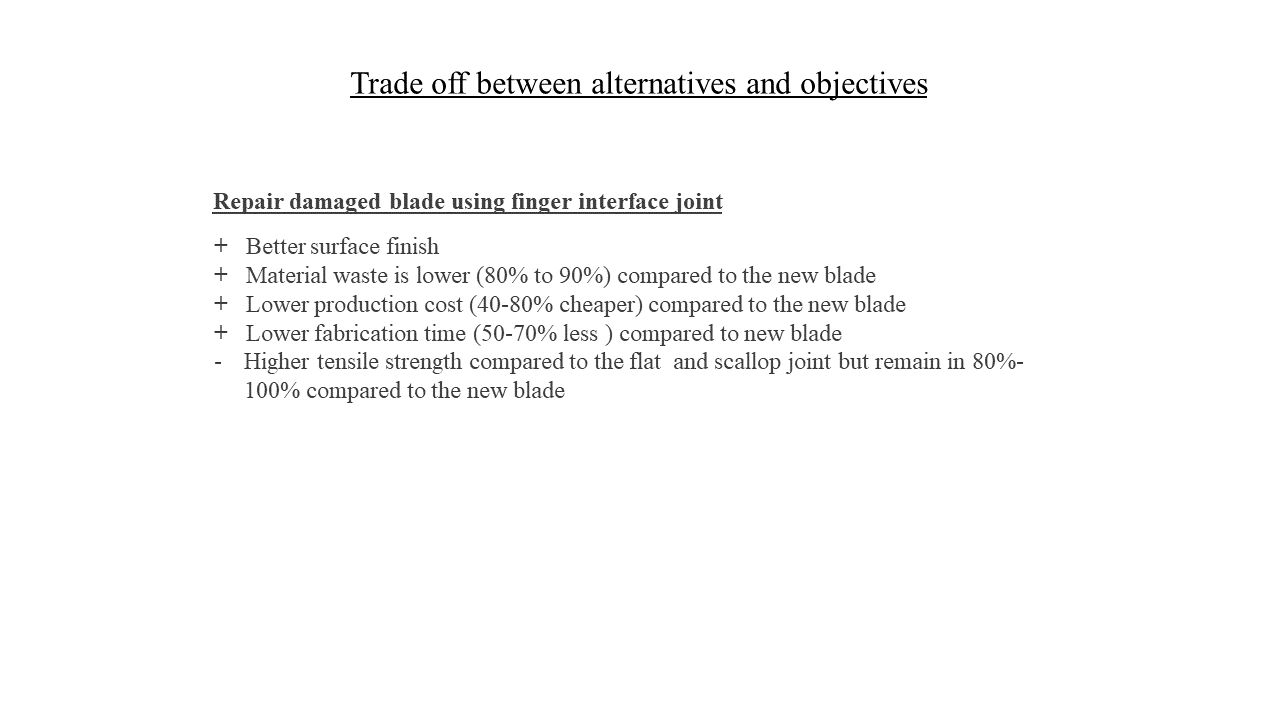 Trade off between alternatives and objectives
Repair damaged blade using finger interface joint
+ Better surface finish
+ Material waste is lower (80% to 90%) compared to the new blade
+ Lower production cost (40-80% cheaper) compared to the new blade
+ Lower fabrication time (50-70% less ) compared to new blade
- Higher tensile strength compared to the flat  and scallop joint but remain in 80%-
100% compared to the new blade